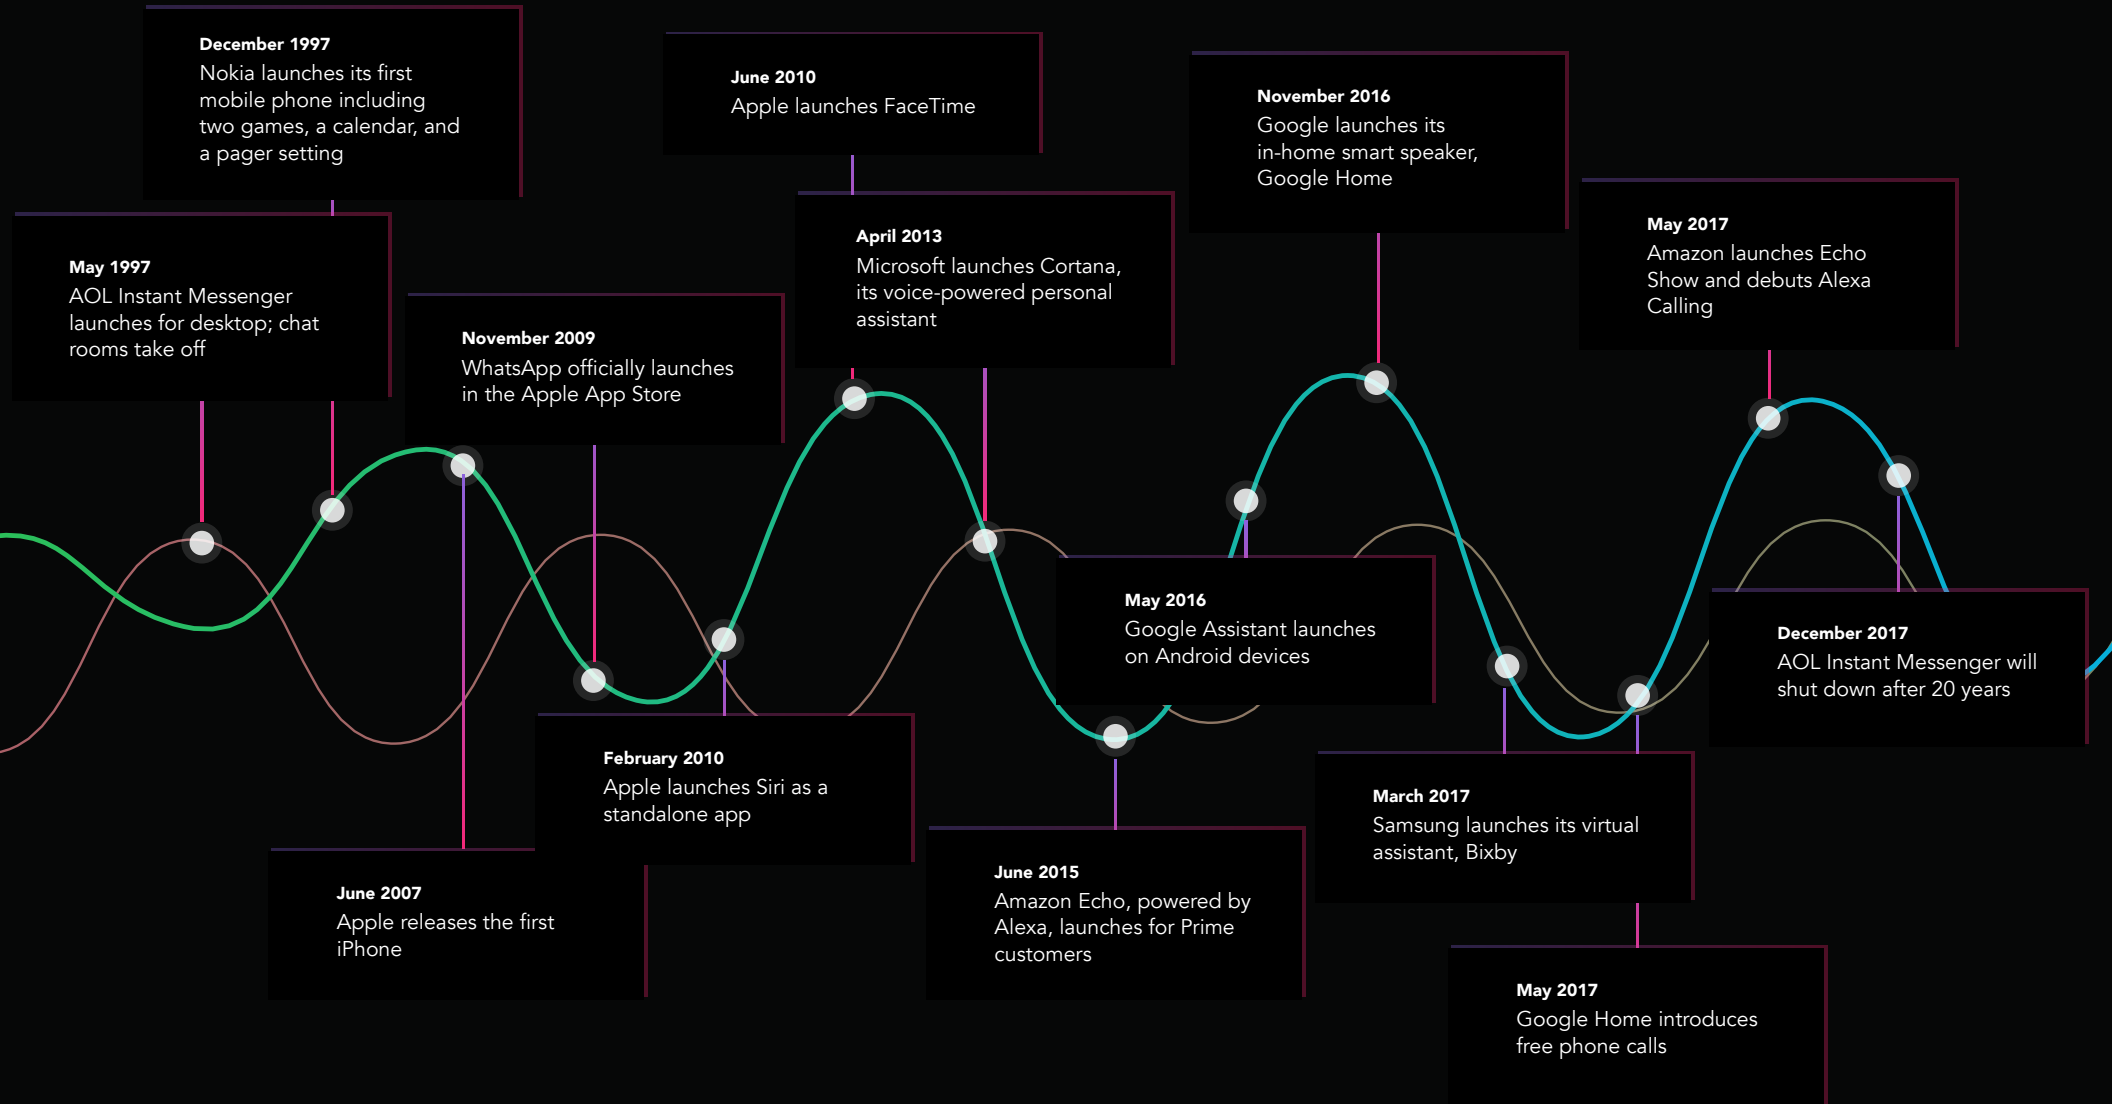 December 1997
Nokia launches its first
mobile phone including
two games, a calendar, and
a pager setting
May 1997
AOL Instant Messenger
launches for desktop; chat
rooms take off
June 2007
Apple releases the first
iPhone
November 2009
WhatsApp officially launches
in the Apple App Store
February 2010
Apple launches Siri as a
standalone app
June 2010
Apple launches FaceTime
April 2013
Microsoft launches Cortana,
its voice-powered personal
assistant
June 2015
Amazon Echo, powered by
Alexa, launches for Prime
customers
May 2016
Google Assistant launches
on Android devices
November 2016
Google launches its
in-home smart speaker,
Google Home
March 2017
Samsung launches its virtual
assistant, Bixby
May 2017
Google Home introduces
free phone calls
May 2017
Amazon launches Echo
Show and debuts Alexa
Calling
December 2017
AOL Instant Messenger will
shut down after 20 years